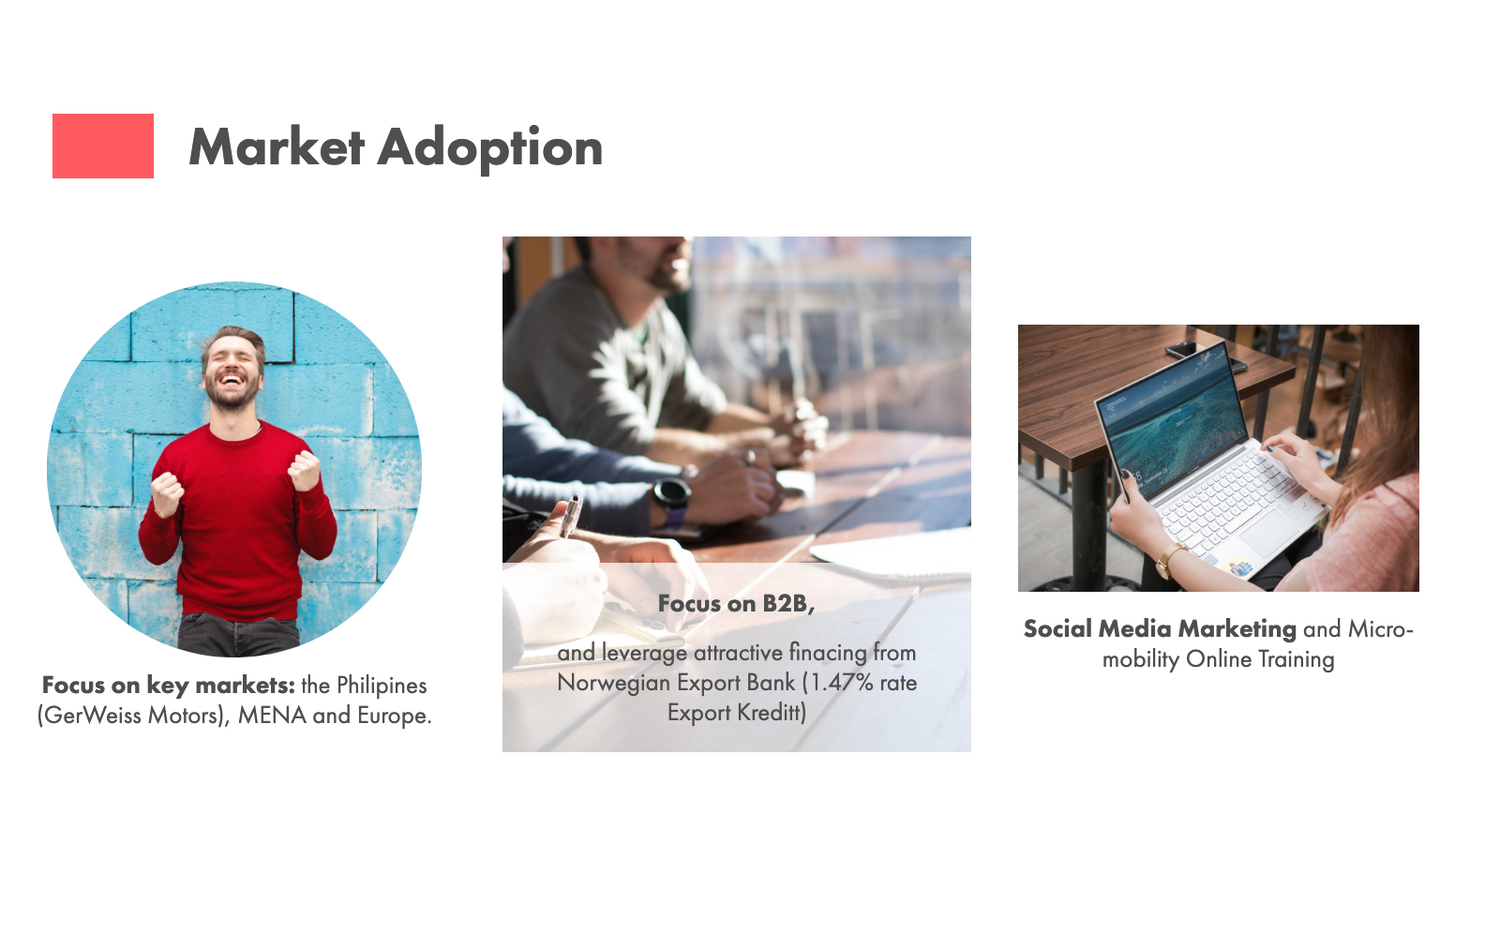 Market Adoption
Focus on key markets: the Philipines
(GerWeiss Motors), MENA and Europe.
Focus on B2B,
and leverage attractive finacing from
Norwegian Export Bank (1.47% rate
Export Kreditt)
Social Media Marketing and Micro-
mobility Online Training